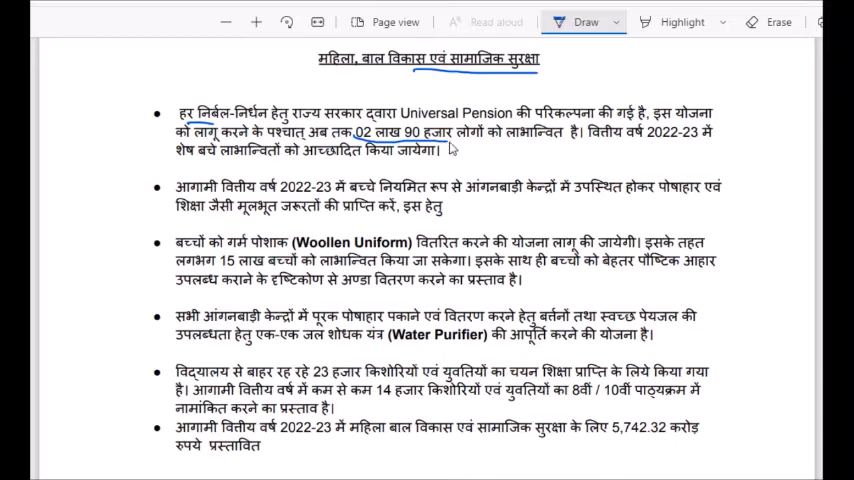 Page view
Read aloud
Draw
Highlight
Erase
महिला, बाल विकास एवं सामाजिक सुरक्षा
• हर निर्बल-निर्धन हेतु राज्य सरकार द्वारा Universal Pension की परिकल्पना की गई है, इस योजना
को लागू करने के पश्चात् अब तक 02 लाख 90 हजार लोगों को लाभान्वित है। वित्तीय वर्ष 2022-23 में
शेष बचे लाभान्वितों को आच्छादित किया जायेगा।
• आगामी वित्तीय वर्ष 2022-23 में बच्चे नियमित रूप से आंगनबाड़ी केन्द्रों में उपस्थित होकर पोषाहार एवं
शिक्षा जैसी मूलभूत जरूरतों की प्राप्ति करें, इस हेतु
• बच्चों को गर्म पोशाक (Woollen Uniform) वितरित करने की योजना लागू की जायेगी। इसके तहत
लगभग 15 लाख बच्चों को लाभान्वित किया जा सकेगा। इसके साथ ही बच्चों को बेहतर पौष्टिक आहार
उपलब्ध कराने के दृष्टिकोण से अण्डा वितरण करने का प्रस्ताव है।
• सभी आंगनबाड़ी केन्द्रों में पूरक पोषाहार पकाने एवं वितरण करने हेतु बर्त्तनों तथा स्वच्छ पेयजल की
उपलब्धता हेतु एक-एक जल शोधक यंत्र (Water Purifier) की आपूर्ति करने की योजना है।
• विद्यालय से बाहर रह रहे 23 हजार किशोरियों एवं युवतियों का चयन शिक्षा प्राप्ति के लिये किया गया
है। आगामी वित्तीय वर्ष में कम से कम 14 हजार किशोरियों एवं युवतियों का 8वीं / 10वीं पाठ्यक्रम में
नामांकित करने का प्रस्ताव है।
• आगामी वित्तीय वर्ष 2022-23 में महिला बाल विकास एवं सामाजिक सुरक्षा के लिए 5,742.32 करोड़
रुपये प्रस्तावित